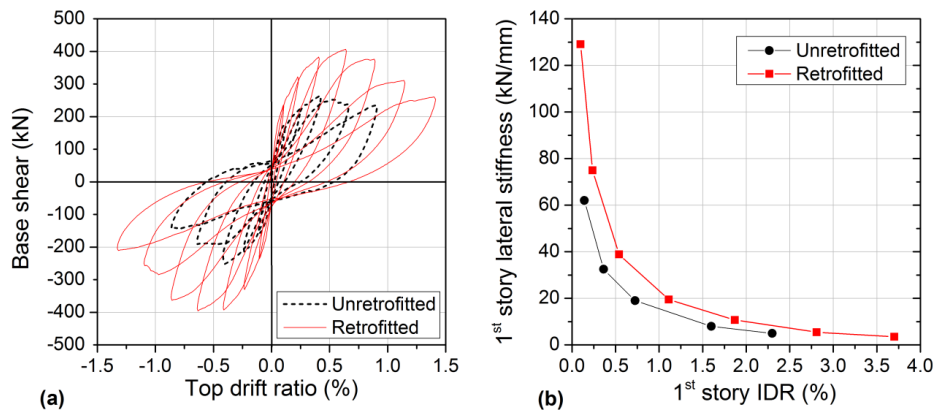 500
400
300
200
100
0
-100
-200
-300
-400
-500
Base shear (kN)
-1.5 -1.0 -0.5 0.0 0.5 1.0 1.5
Top drift ratio (%)
Unretrofitted
Retrofitted
(a)
140
120
100
80
60
40
20
0
1st story lateral stiffness (kN/mm)
0.0 0.5 1.0 1.5 2.0 2.5 3.0 3.5 4.0
1st story IDR (%)
Unretrofitted
Retrofitted
(b)